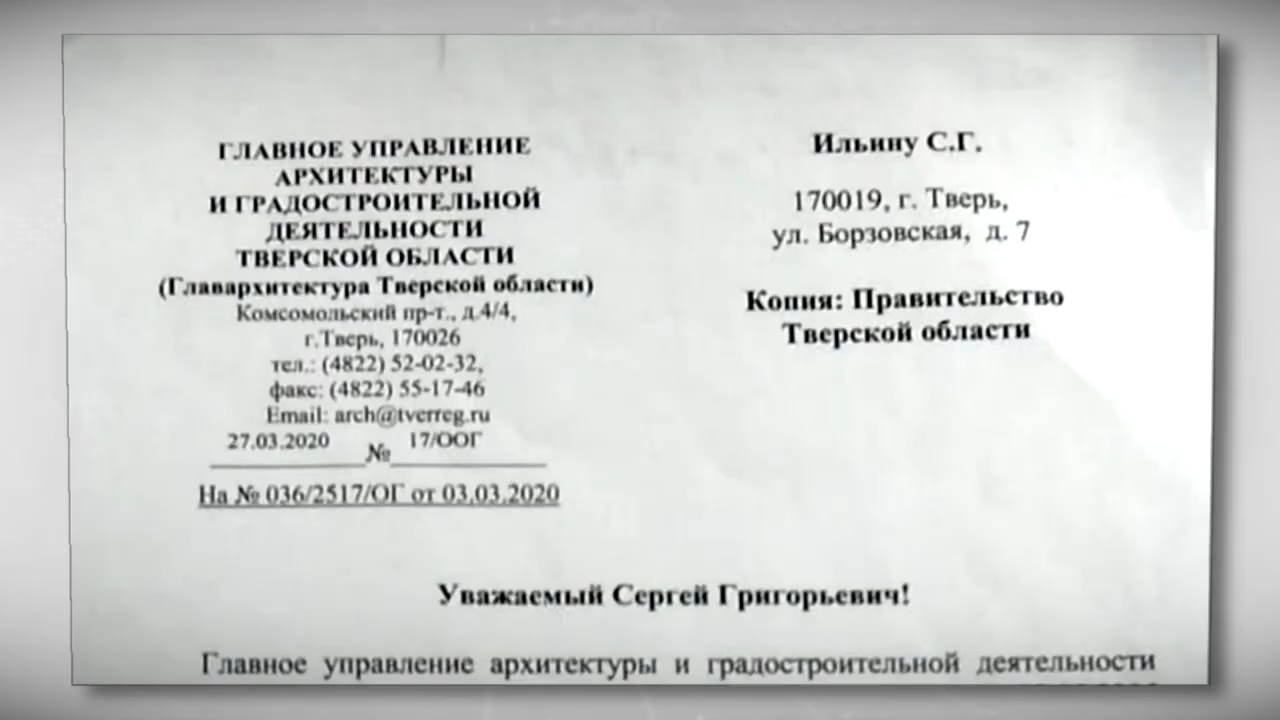 ГЛАВНОЕ УПРАВЛЕНИЕ
АРХИТЕКТУРЫ
И ГРАДОСТРОИТЕЛЬНОЙ
ДЕЯТЕЛЬНОСТИ
ТВЕРСКОЙ ОБЛАСТИ
(Главархитектура Тверской области)
Комсомольский пр-т., д.4/4,
г.Тверь, 170026
тел.: (4822) 52-02-32,
факс: (4822) 55-17-46
Email: arch@tverreg.ru
27.03.2020 № 17/ООГ
На № 036/2517/ОГ от 03.03.2020
Ильину С.Г.
170019, г. Тверь,
ул. Борзовская, д. 7
Копия: Правительство
Тверской области
Уважаемый Сергей Григорьевич!
Главное управление архитектуры и градостроительной деятельности